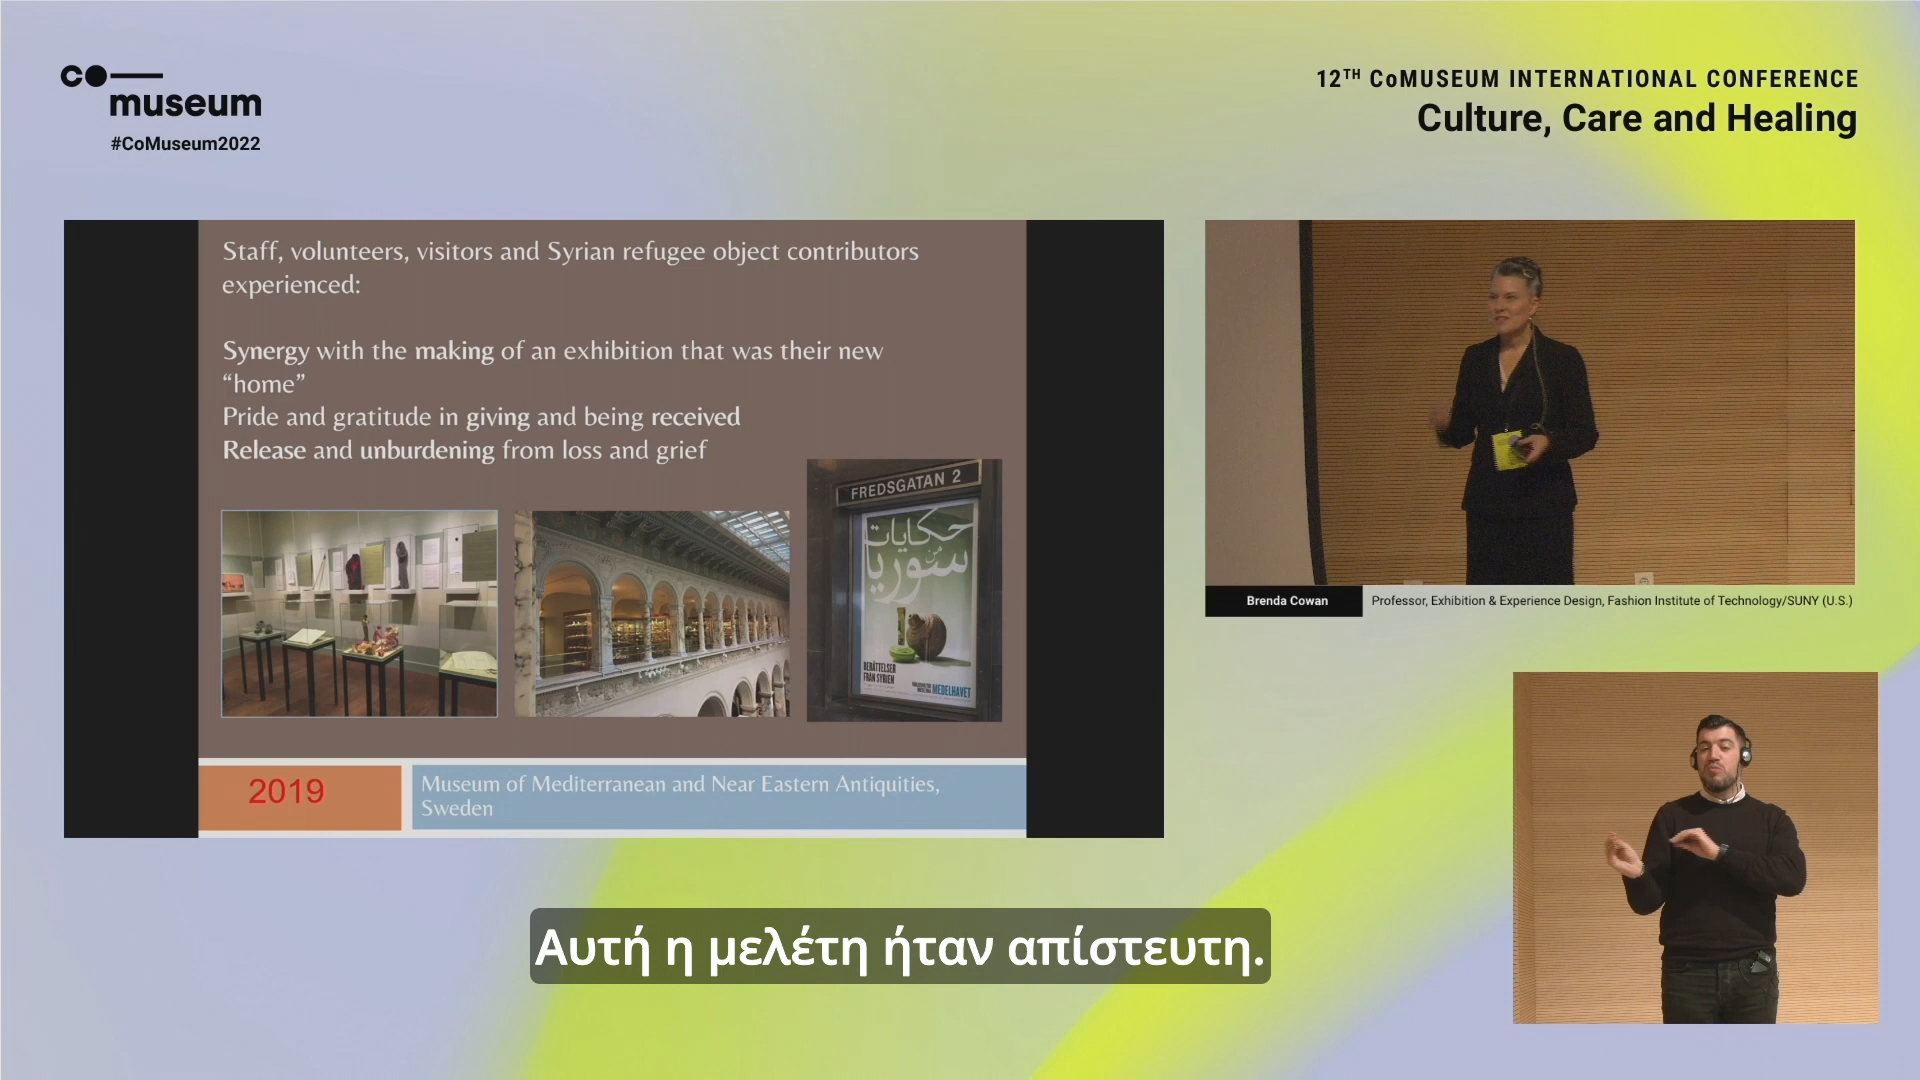 co
museum
#CoMuseum2022
12TH CoMUSEUM INTERNATIONAL CONFERENCE
Culture, Care and Healing
Staff, volunteers, visitors and Syrian refugee object contributors
experienced:
Synergy with the making of an exhibition that was their new
“home”
Pride and gratitude in giving and being received
Release and unburdening from loss and grief
FREDSGATAN 2
حكايات
من
سوريا
BERÄTTELSER
FRÅN SYRIEN
MEDELHAVET
2019
Museum of Mediterranean and Near Eastern Antiquities,
Sweden
Brenda Cowan
Professor, Exhibition & Experience Design, Fashion Institute of Technology/SUNY (U.S.)
Αυτή η μελέτη ήταν απίστευτη.